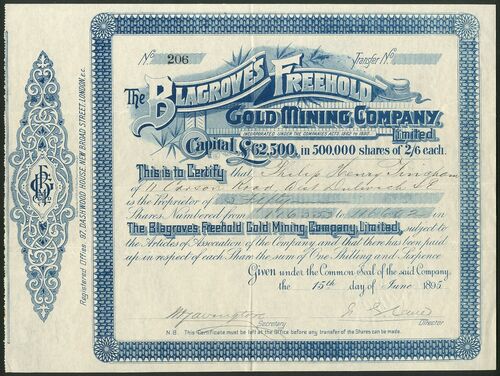 No. 206 Transfer No.
The Blagrove's Freehold
Gold Mining Company,
Limited.
INCORPORATED UNDER THE COMPANIES ACTS, 1862 TO 1890
Capital £62,500, in 500,000 shares of 2/6 each.
This is to Certify that Philip Henry
of 11 Carson Road West Dulwich S.E
is the Proprietor of Fifty
Shares Numbered from to in
The Blagroves Freehold Gold Mining Company Limited, subject to
the Articles of Association of the Company and that there has been paid
up in respect of each Share the sum of One Shilling and Sixpence
Given under the Common Seal of the said Company,
the 15th day of June 1895
Secretary
Director
N.B. This Certificate must be left at the Office before any transfer of the Shares can be made.
Registered Office: 67, DASHWOOD HOUSE, NEW BROAD STREET, LONDON, E.C.